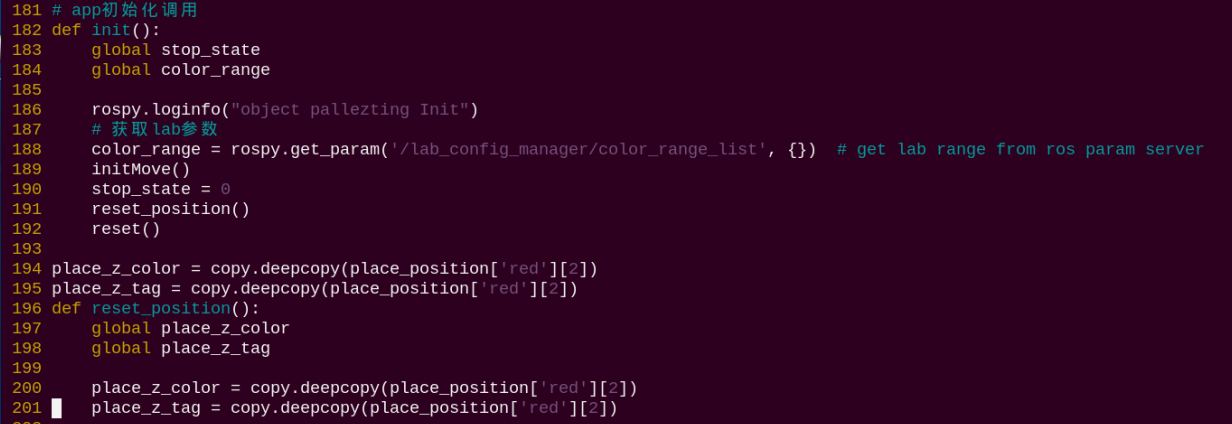 181 # app初始化调用
182 def init():
183     global stop_state
184     global color_range
185
186     rospy.loginfo("object pallezting Init")
187     # 获取lab参数
188     color_range = rospy.get_param('/lab_config_manager/color_range_list', {})  # get lab range from ros param server
189     initMove()
190     stop_state = 0
191     reset_position()
192     reset()
193
194 place_z_color = copy.deepcopy(place_position['red'][2])
195 place_z_tag = copy.deepcopy(place_position['red'][2])
196 def reset_position():
197     global place_z_color
198     global place_z_tag
199
200     place_z_color = copy.deepcopy(place_position['red'][2])
201     place_z_tag = copy.deepcopy(place_position['red'][2])